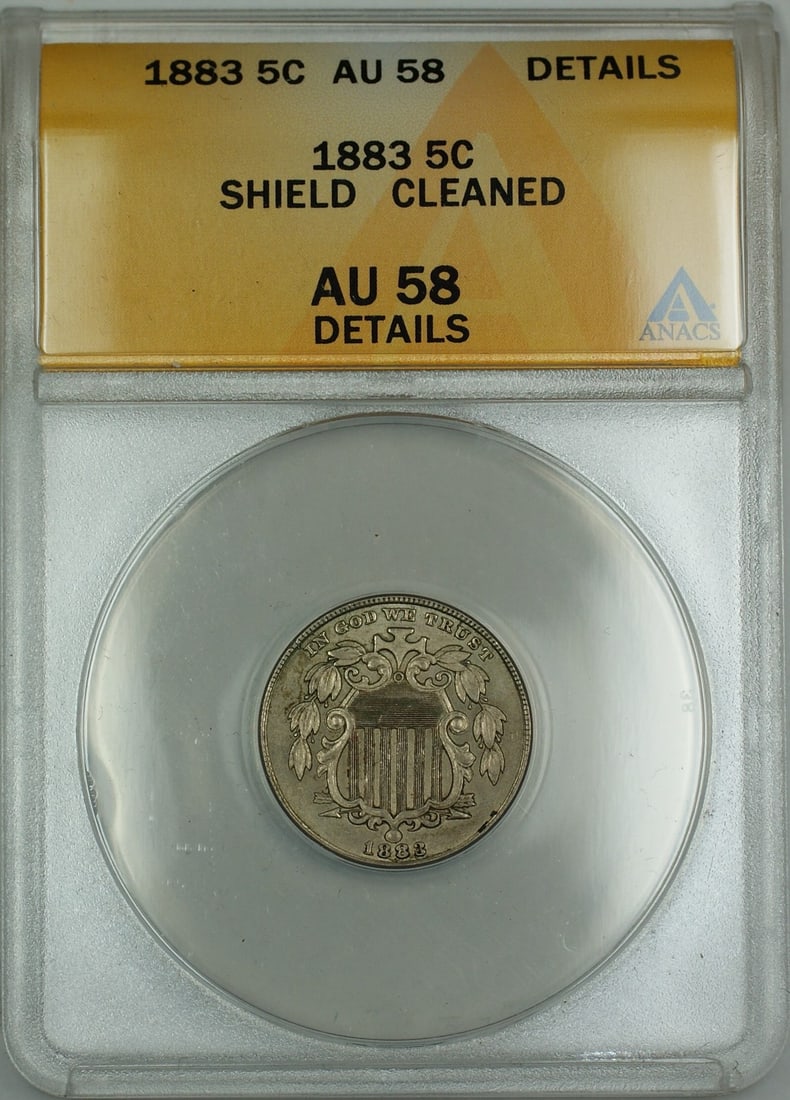 1883 5C AU 58 DETAILS
1883 5C
SHIELD CLEANED
AU 58
DETAILS
ANACS
IN GOD WE TRUST
1883